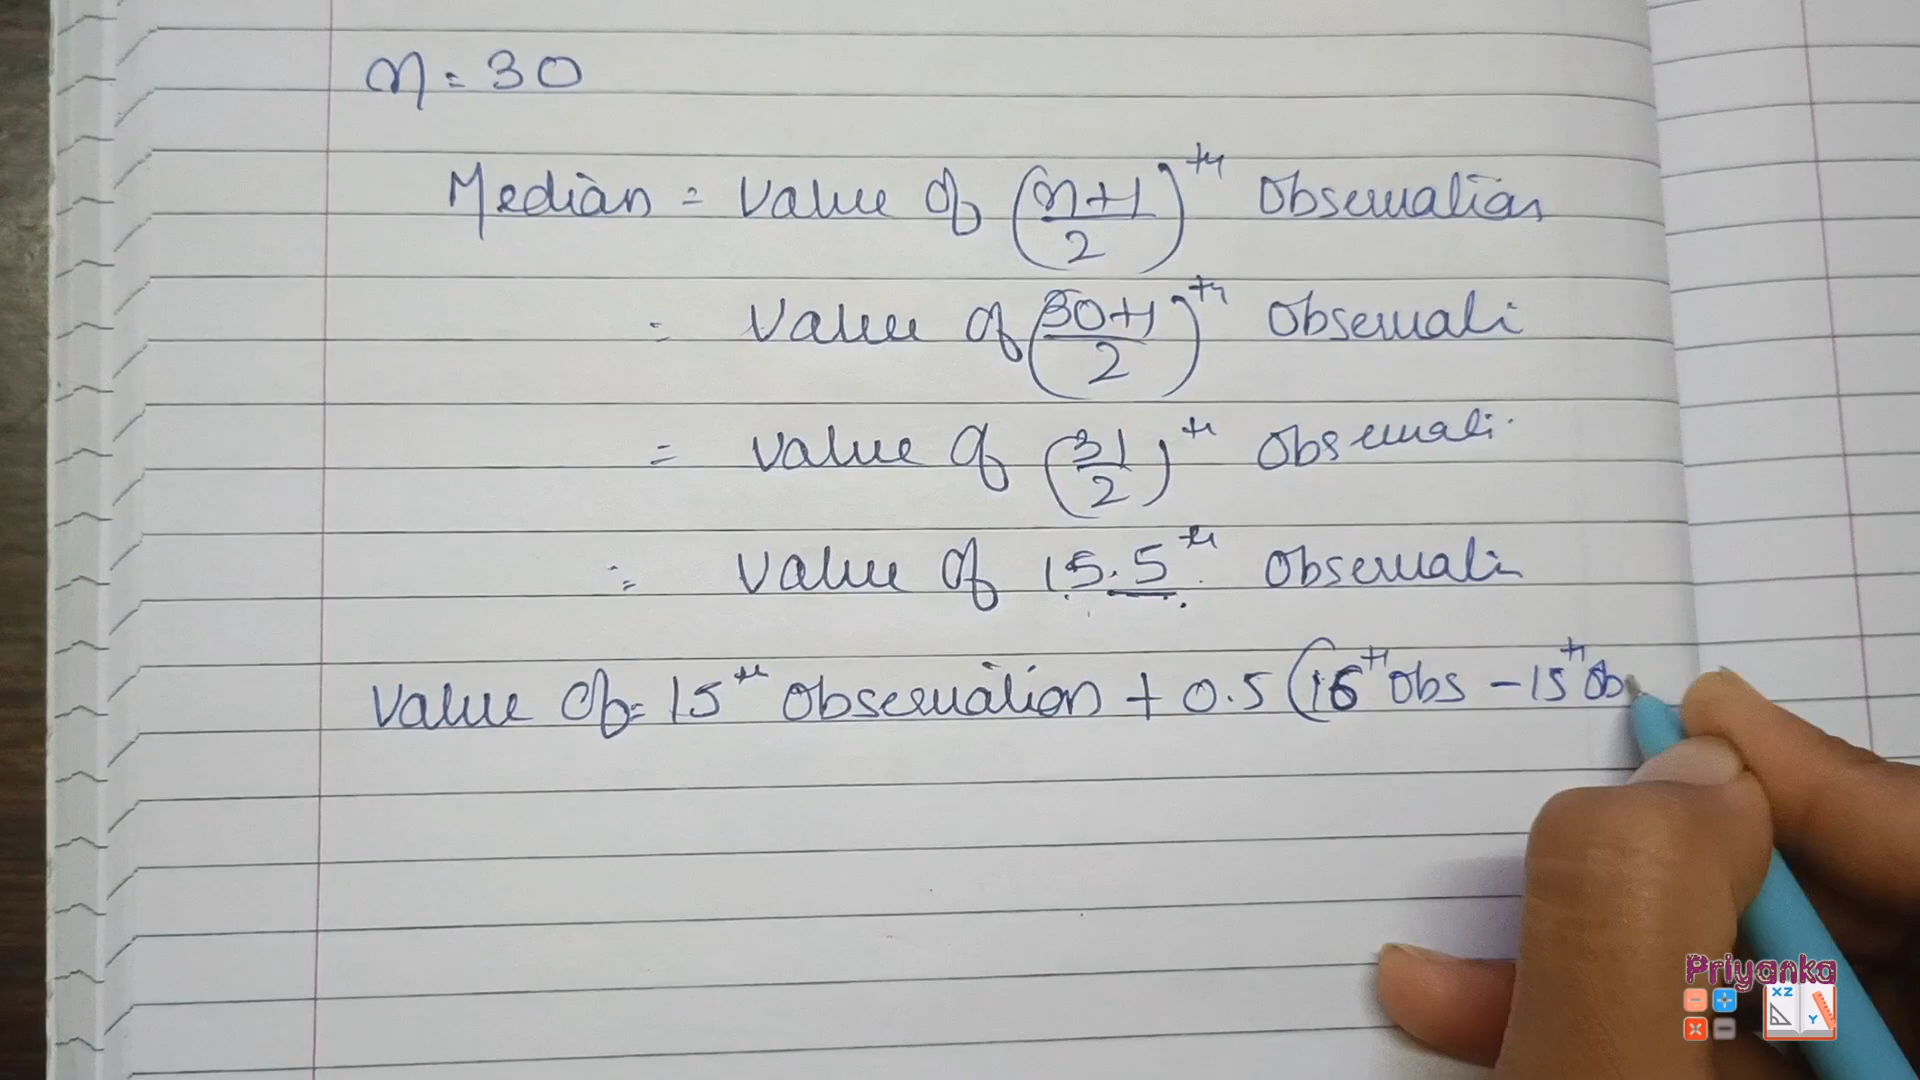 n = 30
Median = Value of (n+1/2)th Observation
= Value of (30+1/2)th Observati
= Value of (31/2)th Observati.
= Value of 15.5th Observati
Value of = 15th Observation + 0.5 (16th Obs - 15th Ob
Priyanka
XZ
Y